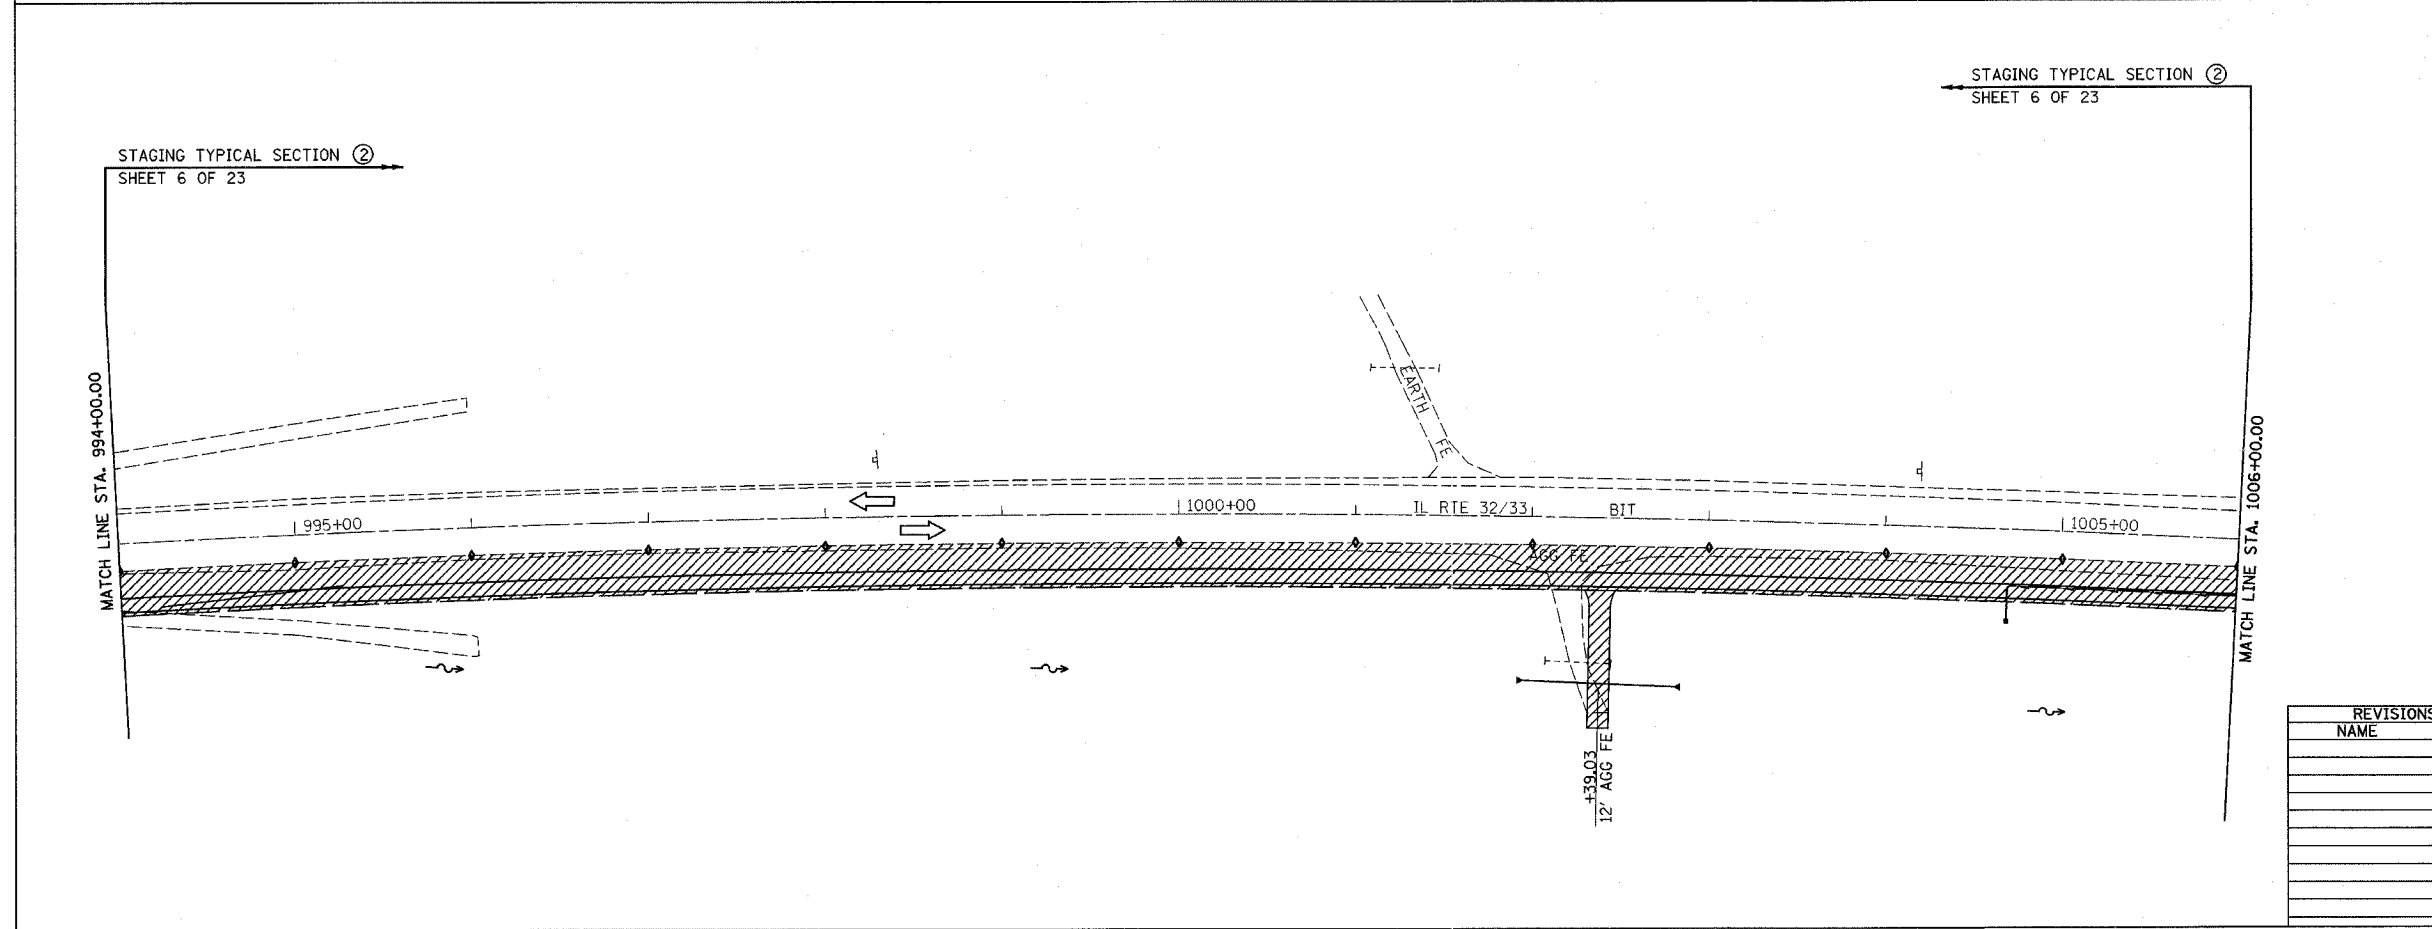 STAGING TYPICAL SECTION 2
SHEET 6 OF 23
STAGING TYPICAL SECTION 2
SHEET 6 OF 23
MATCH LINE STA. 994+00.00
EARTH FE
995+00
1000+00
IL RTE 32/33
BIT
1005+00
MATCH LINE STA. 1006+00.00
AGG FE
+39.03
12' AGG FE
REVISIONS
NAME